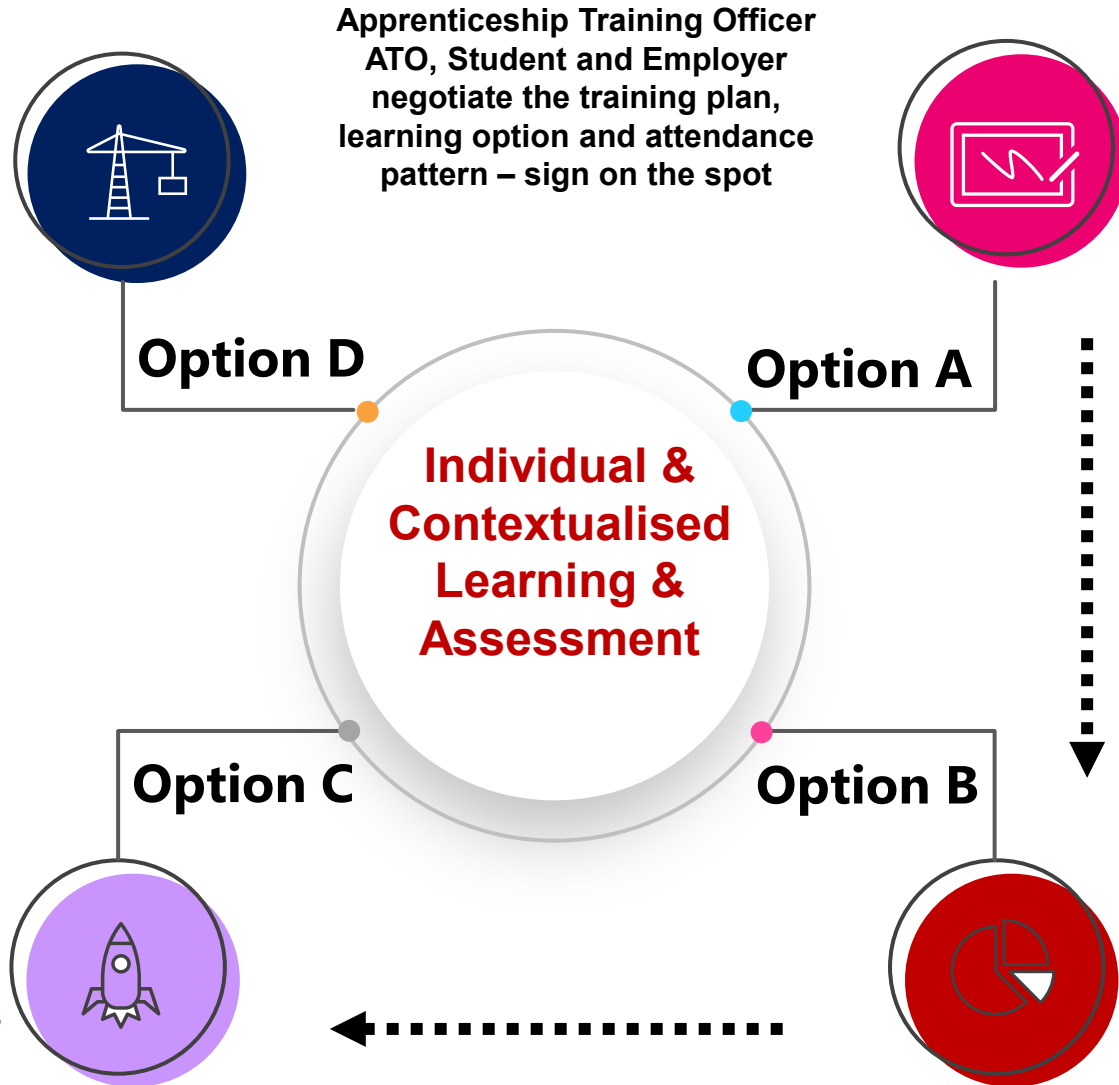 Apprenticeship Training Officer
ATO, Student and Employer
negotiate the training plan,
learning option and attendance
pattern – sign on the spot
Option D
Option A
Individual &
Contextualised
Learning &
Assessment
Option C
Option B